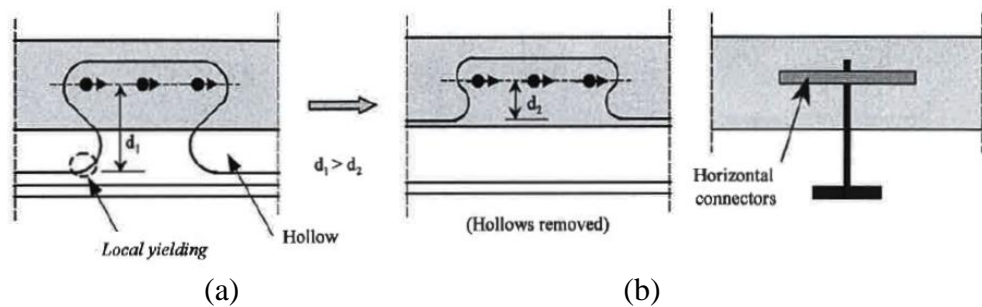 d₁
d₁ > d₂
d₂
Local yielding
Hollow
(Hollows removed)
Horizontal
connectors
(a)
(b)